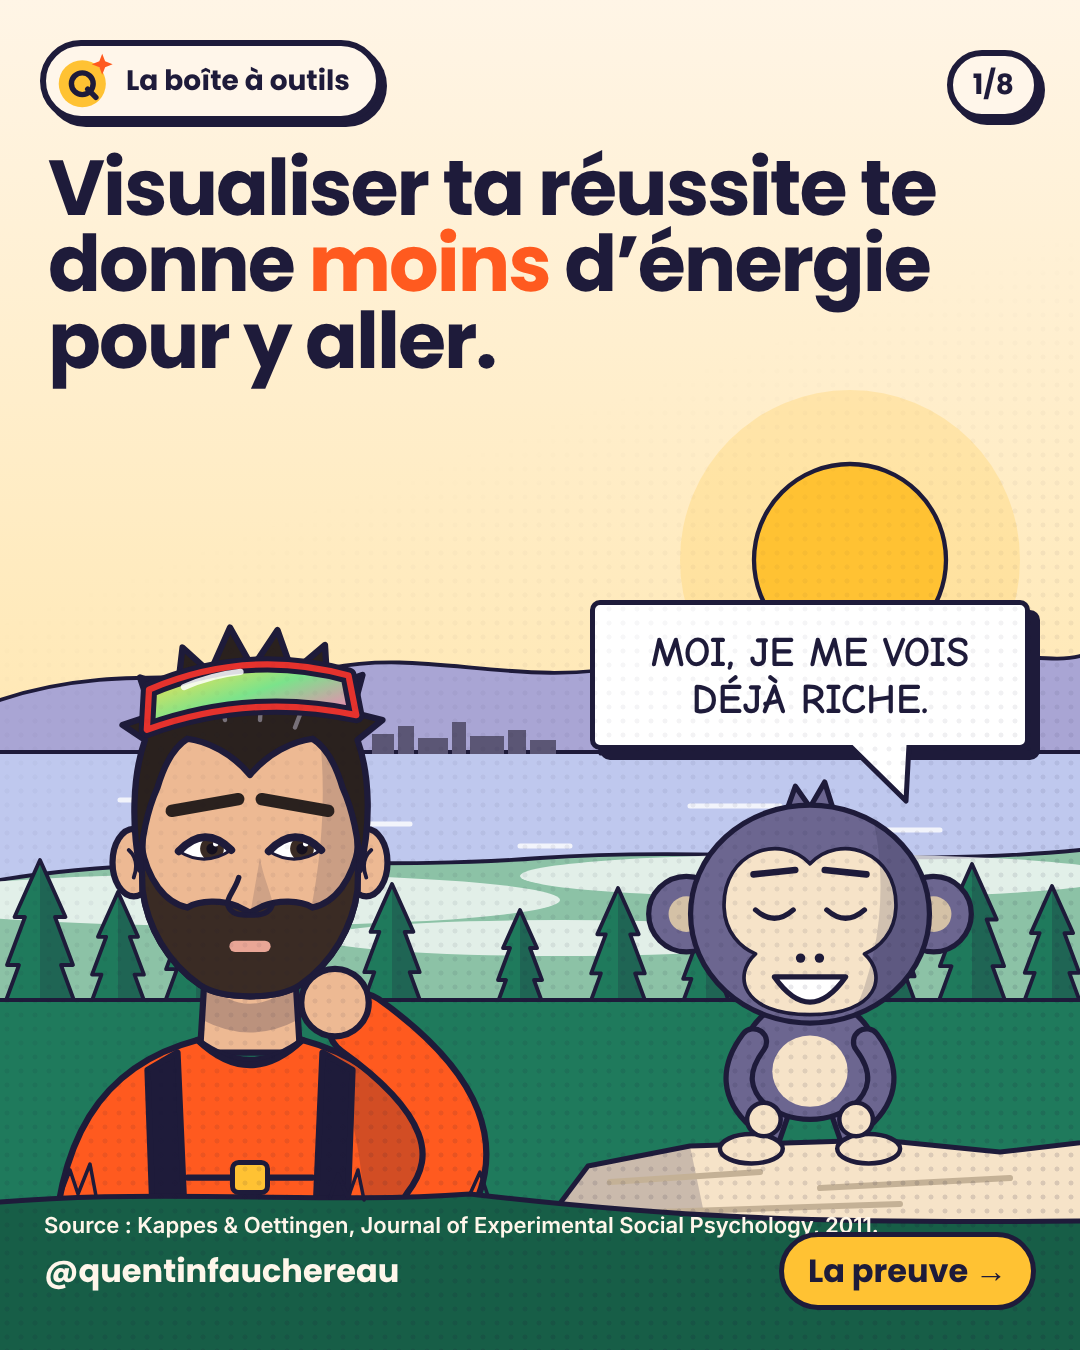 La boîte à outils
1/8
Visualiser ta réussite te
donne moins d’énergie
pour y aller.
MOI, JE ME VOIS
DÉJÀ RICHE.
Source : Kappes & Oettingen, Journal of Experimental Social Psychology, 2011.
@quentinfauchereau
La preuve →